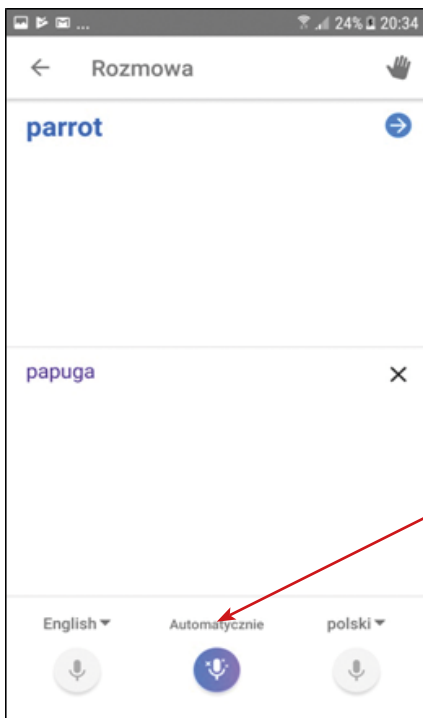 ... 24% 20:34
Rozmowa
parrot
papuga
English Automatycznie polski